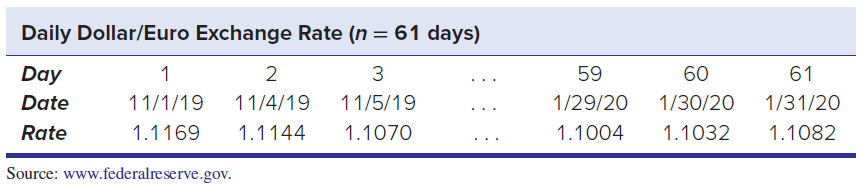 Daily Dollar/Euro Exchange Rate (n = 61 days)
Day 1 2 3 . . . 59 60 61
Date 11/1/19 11/4/19 11/5/19 . . . 1/29/20 1/30/20 1/31/20
Rate 1.1169 1.1144 1.1070 . . . 1.1004 1.1032 1.1082
Source: www.federalreserve.gov.